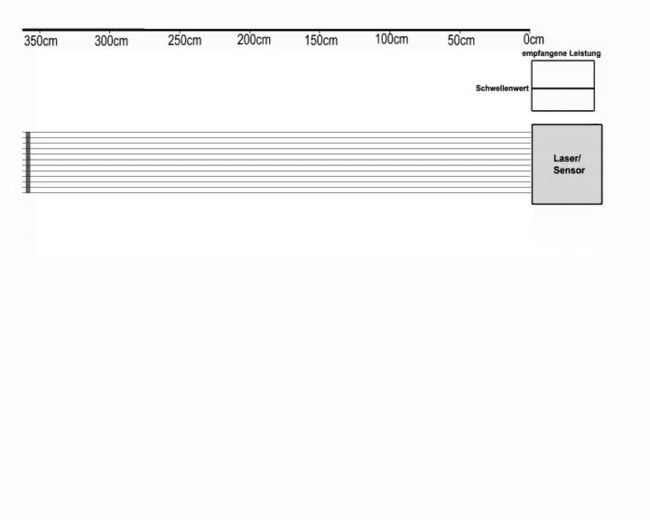 350cm 300cm 250cm 200cm 150cm 100cm 50cm 0cm
empfangene Leistung
Schwellenwert
Laser/
Sensor